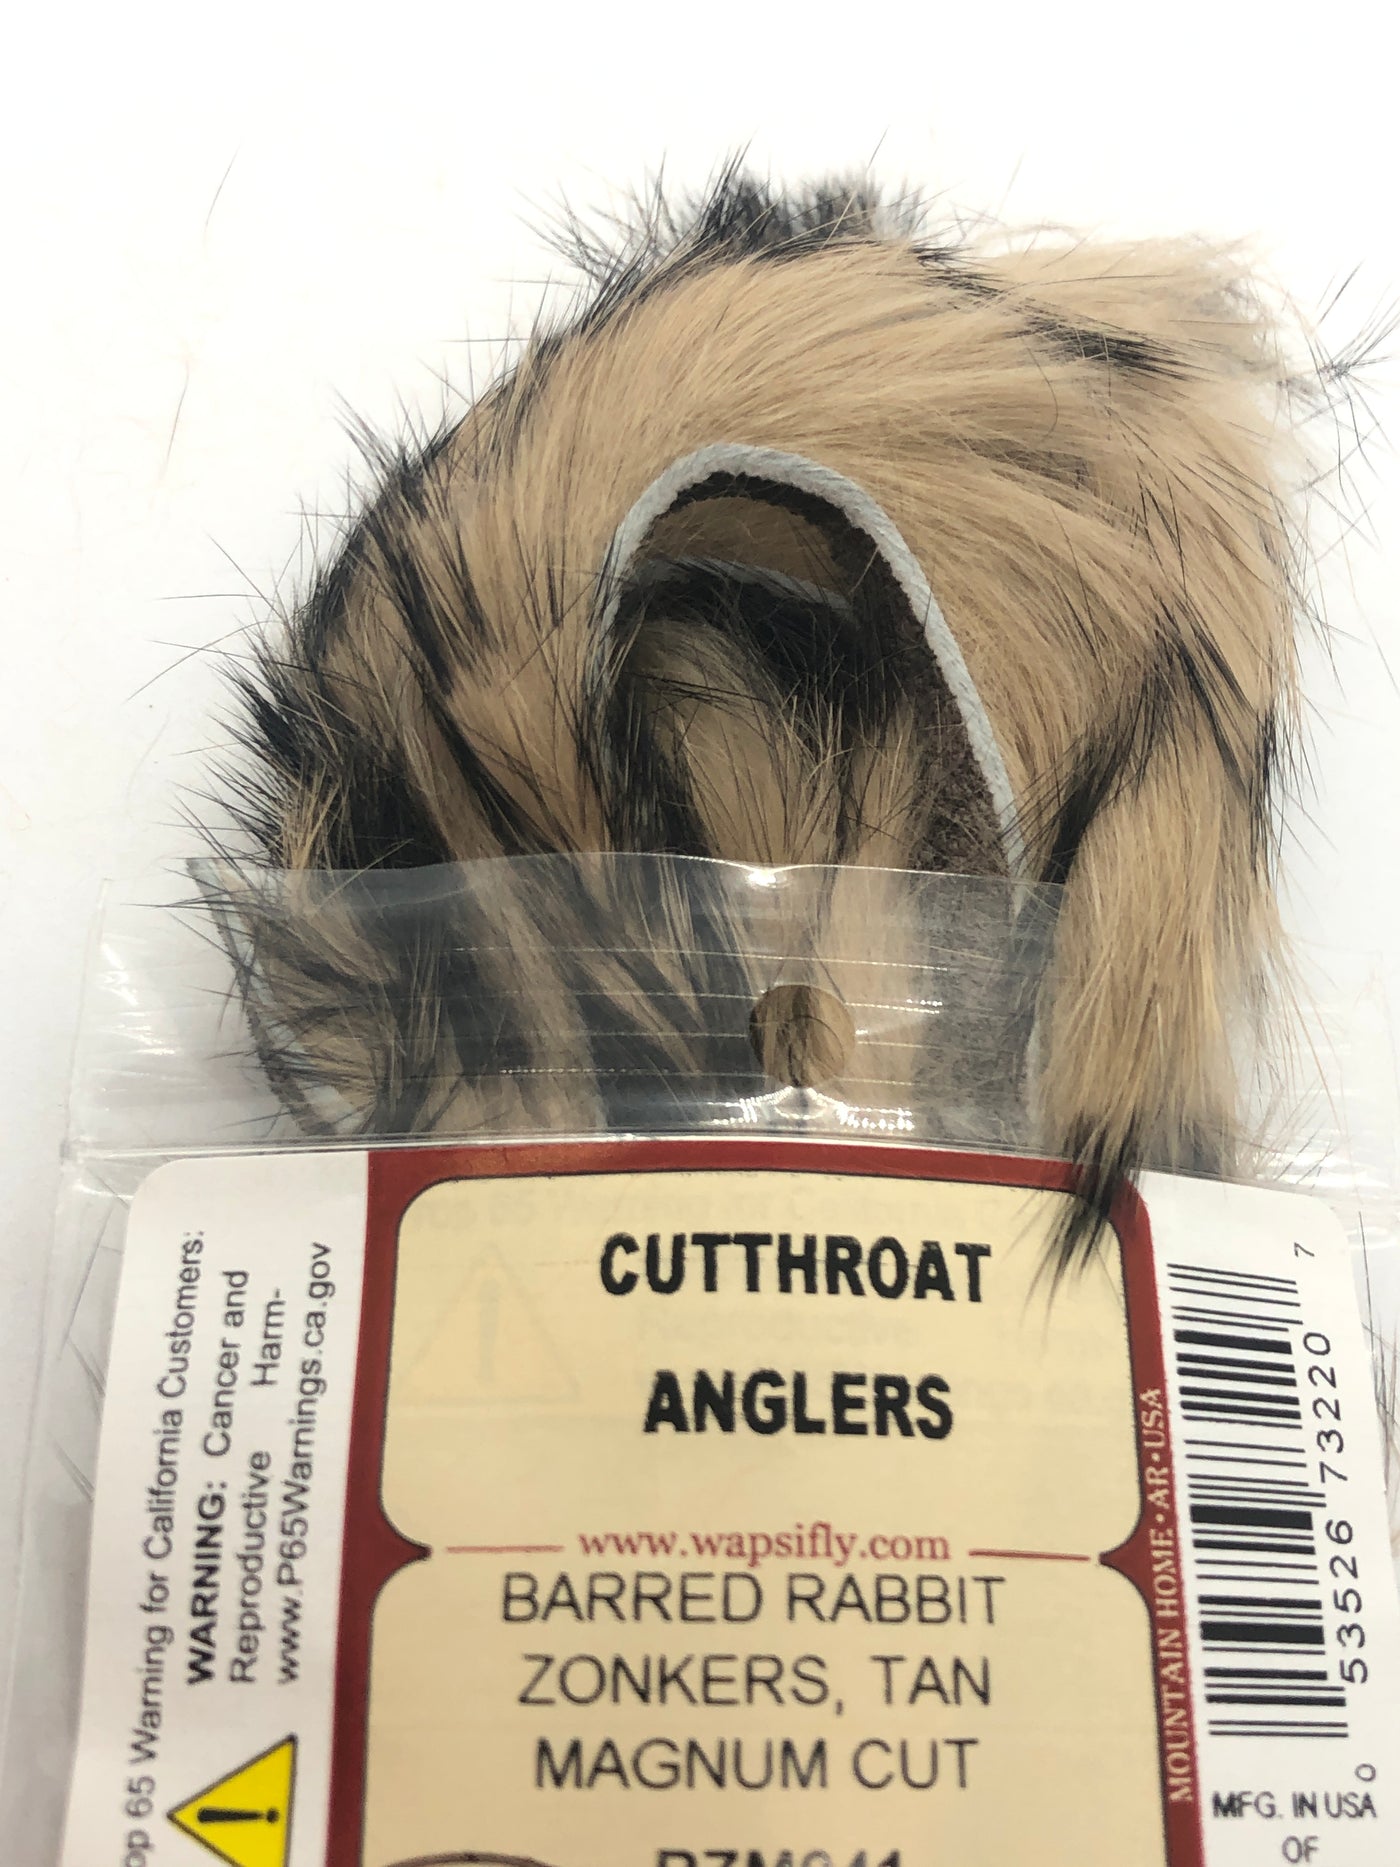 op 65 Warning for California Customers:
WARNING: Cancer and
Reproductive Harm-
www.P65Warnings.ca.gov
CUTTHROAT
ANGLERS
www.wapsifly.com
BARRED RABBIT
ZONKERS, TAN
MAGNUM CUT
MOUNTAIN HOME • AR • USA
0 53526 73220 7
MFG. IN USA
OF